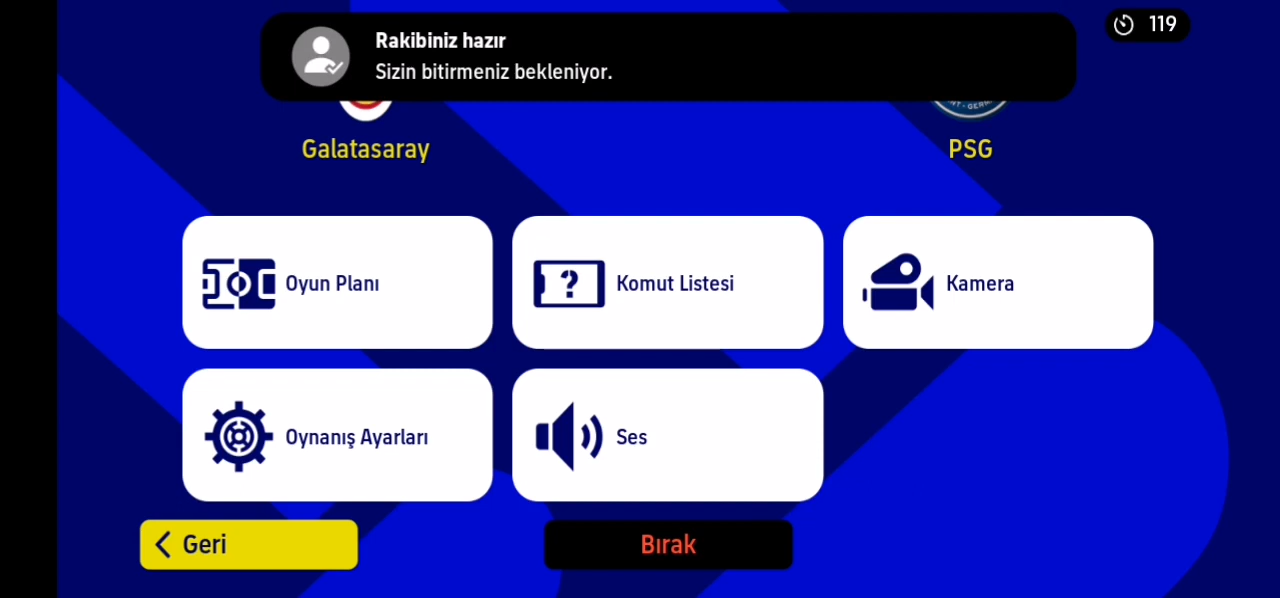 Rakibiniz hazır
119
Sizin bitirmeniz bekleniyor.
Galatasaray
PSG
Oyun Planı
?
Komut Listesi
Kamera
Oynanış Ayarları
Ses
Geri
Bırak